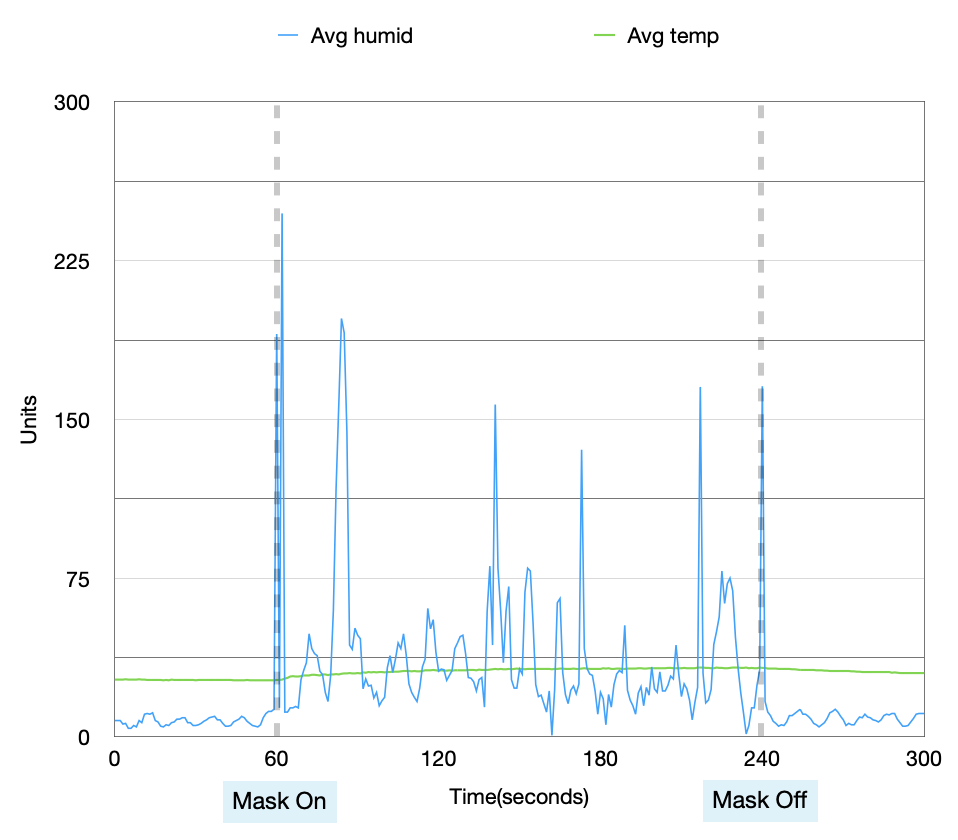 Avg humid
Avg temp
300
225
150
75
0
Units
0
60
120
180
240
300
Mask On
Time(seconds)
Mask Off